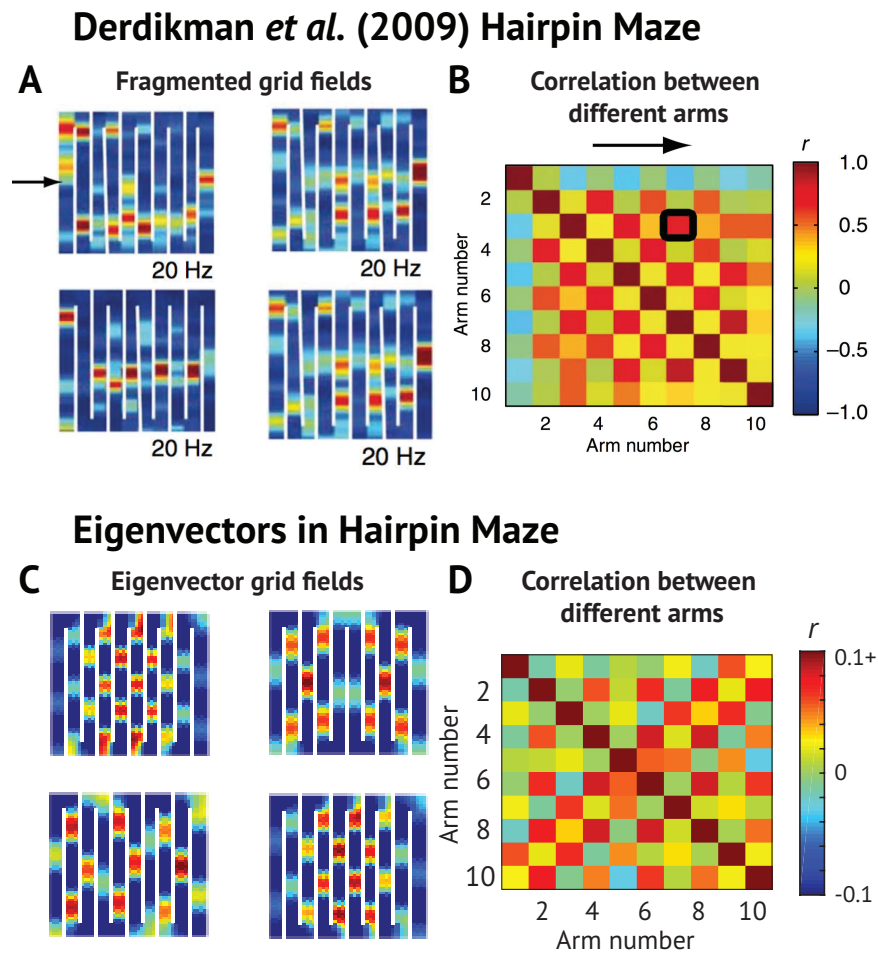 Derdikman et al. (2009) Hairpin Maze
A
Fragmented grid fields
20 Hz
20 Hz
20 Hz
20 Hz
B
Correlation between
different arms
r
1.0
0.5
0
−0.5
−1.0
Arm number
2
4
6
8
10
2 4 6 8 10
Arm number
Eigenvectors in Hairpin Maze
C
Eigenvector grid fields
D
Correlation between
different arms
r
0.1+
0
-0.1
Arm number
2
4
6
8
10
2 4 6 8 10
Arm number